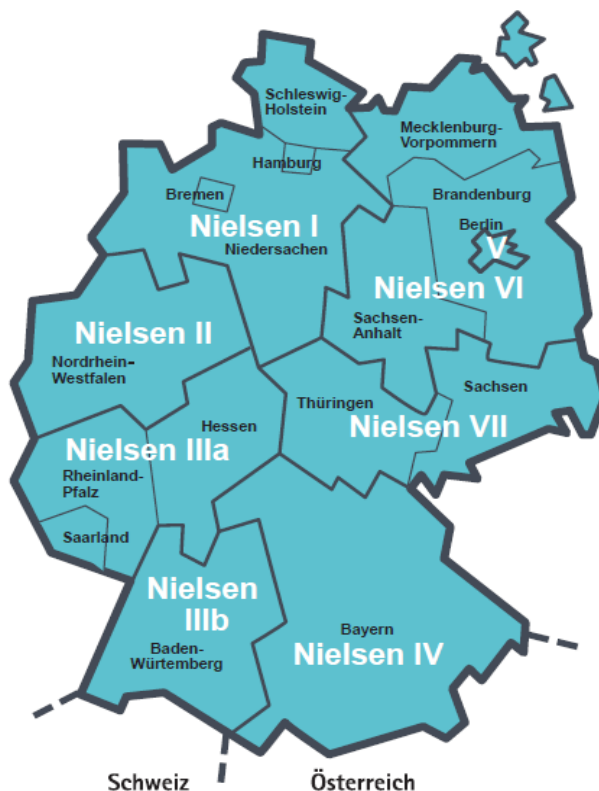 Schleswig-
Holstein
Mecklenburg-
Vorpommern
Hamburg
Bremen
Brandenburg
Nielsen I
Berlin
V
Niedersachen
Nielsen VI
Nielsen II
Sachsen-
Anhalt
Nordrhein-
Westfalen
Sachsen
Thüringen
Hessen
Nielsen VII
Nielsen IIIa
Rheinland-
Pfalz
Saarland
Nielsen
IIIb
Bayern
Baden-
Würtemberg
Nielsen IV
Schweiz
Österreich